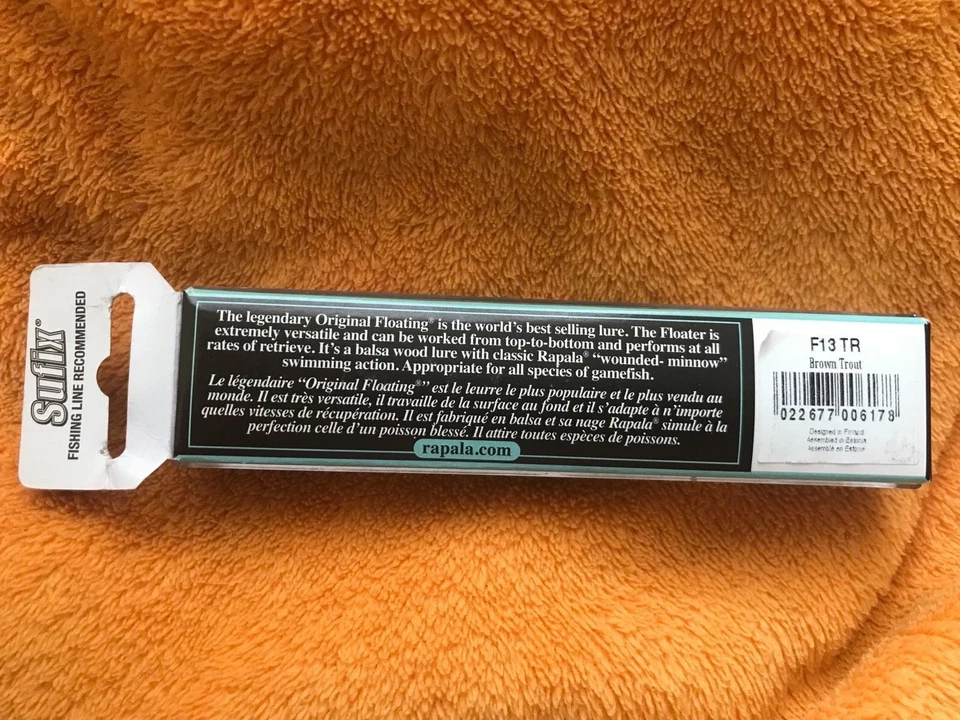 Sufix®
FISHING LINE RECOMMENDED
The legendary Original Floating® is the world's best selling lure. The Floater is
extremely versatile and can be worked from top-to-bottom and performs at all
rates of retrieve. It's a balsa wood lure with classic Rapala® “wounded- minnow”
swimming action. Appropriate for all species of gamefish.
Le légendaire “Original Floating®” est le leurre le plus populaire et le plus vendu au
monde. Il est très versatile, il travaille de la surface au fond et il s'adapte à n'importe
quelles vitesses de récupération. Il est fabriqué en balsa et sa nage Rapala® simule à la
perfection celle d'un poisson blessé. Il attire toutes espèces de poissons.
rapala.com
F13 TR
Brown Trout
022677 006178
Designed in Finland
Assembled in Estonia
Assemblé en Estonie